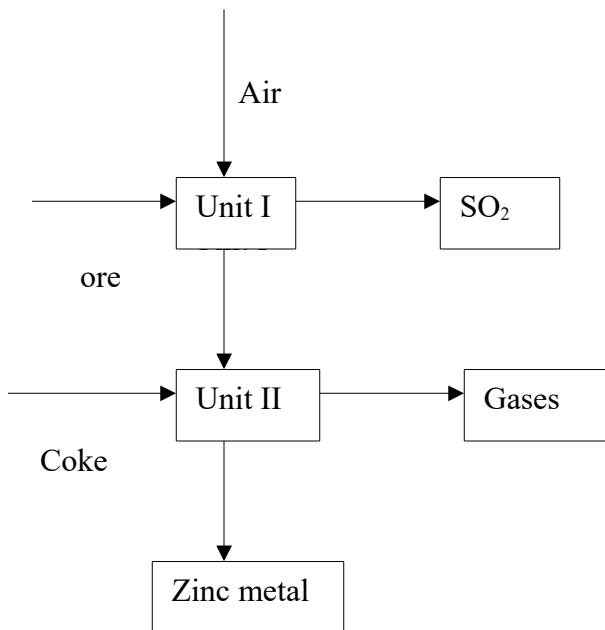 Air
Unit I
SO₂
ore
Unit II
Gases
Coke
Zinc metal